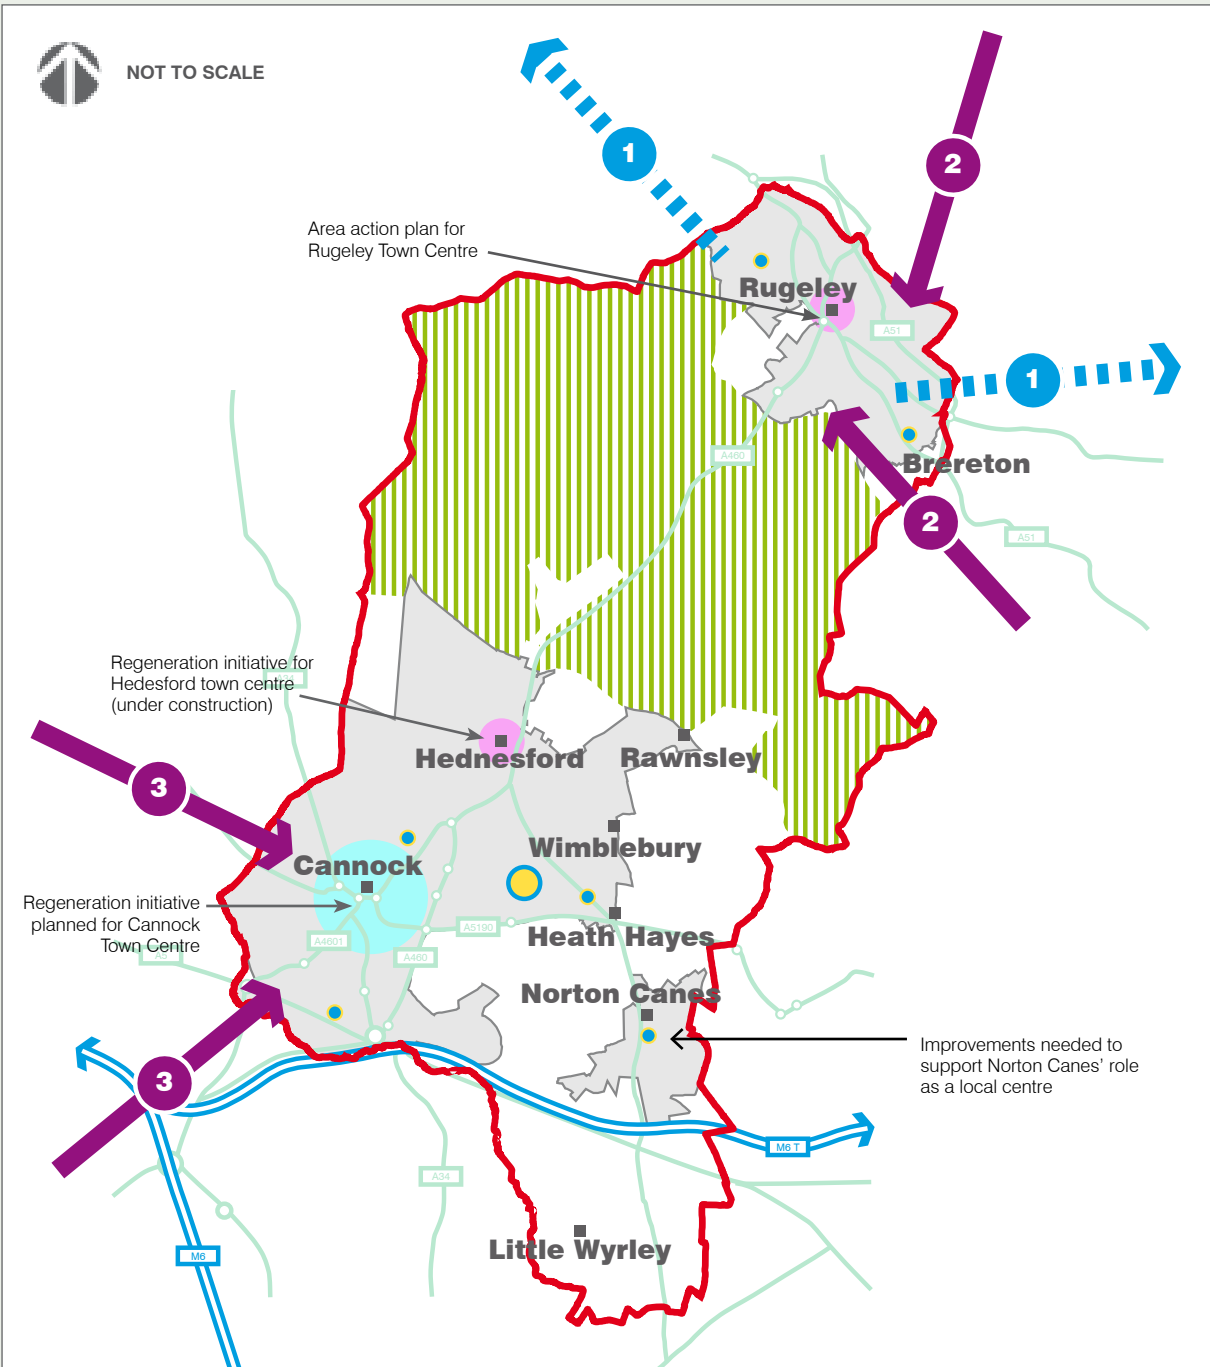 NOT TO SCALE
1
2
Area action plan for
Rugeley Town Centre
Rugeley
A51
1
A460
Brereton
2
A51
Regeneration initiative for
Hedesford town centre
(under construction)
A34
Hednesford
Rawnsley
3
Wimblebury
Cannock
Regeneration initiative
planned for Cannock
Town Centre
A5190
Heath Hayes
A4601
A460
A5
Norton Canes
Improvements needed to
support Norton Canes' role
as a local centre
3
M6 T
A34
Little Wyrley
M6